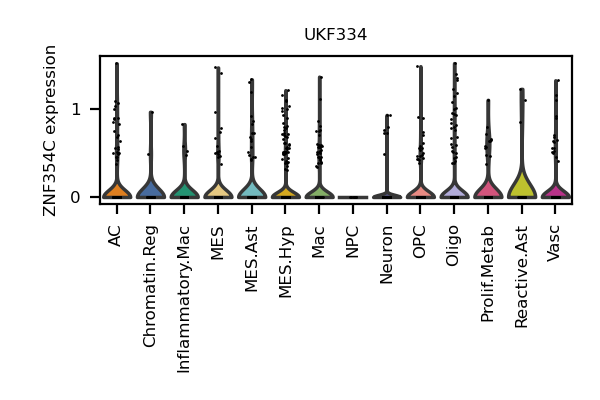 UKF334
ZNF354C expression
1
0
AC
Chromatin.Reg
Inflammatory.Mac
MES
MES.Ast
MES.Hyp
Mac
NPC
Neuron
OPC
Oligo
Prolif.Metab
Reactive.Ast
Vasc